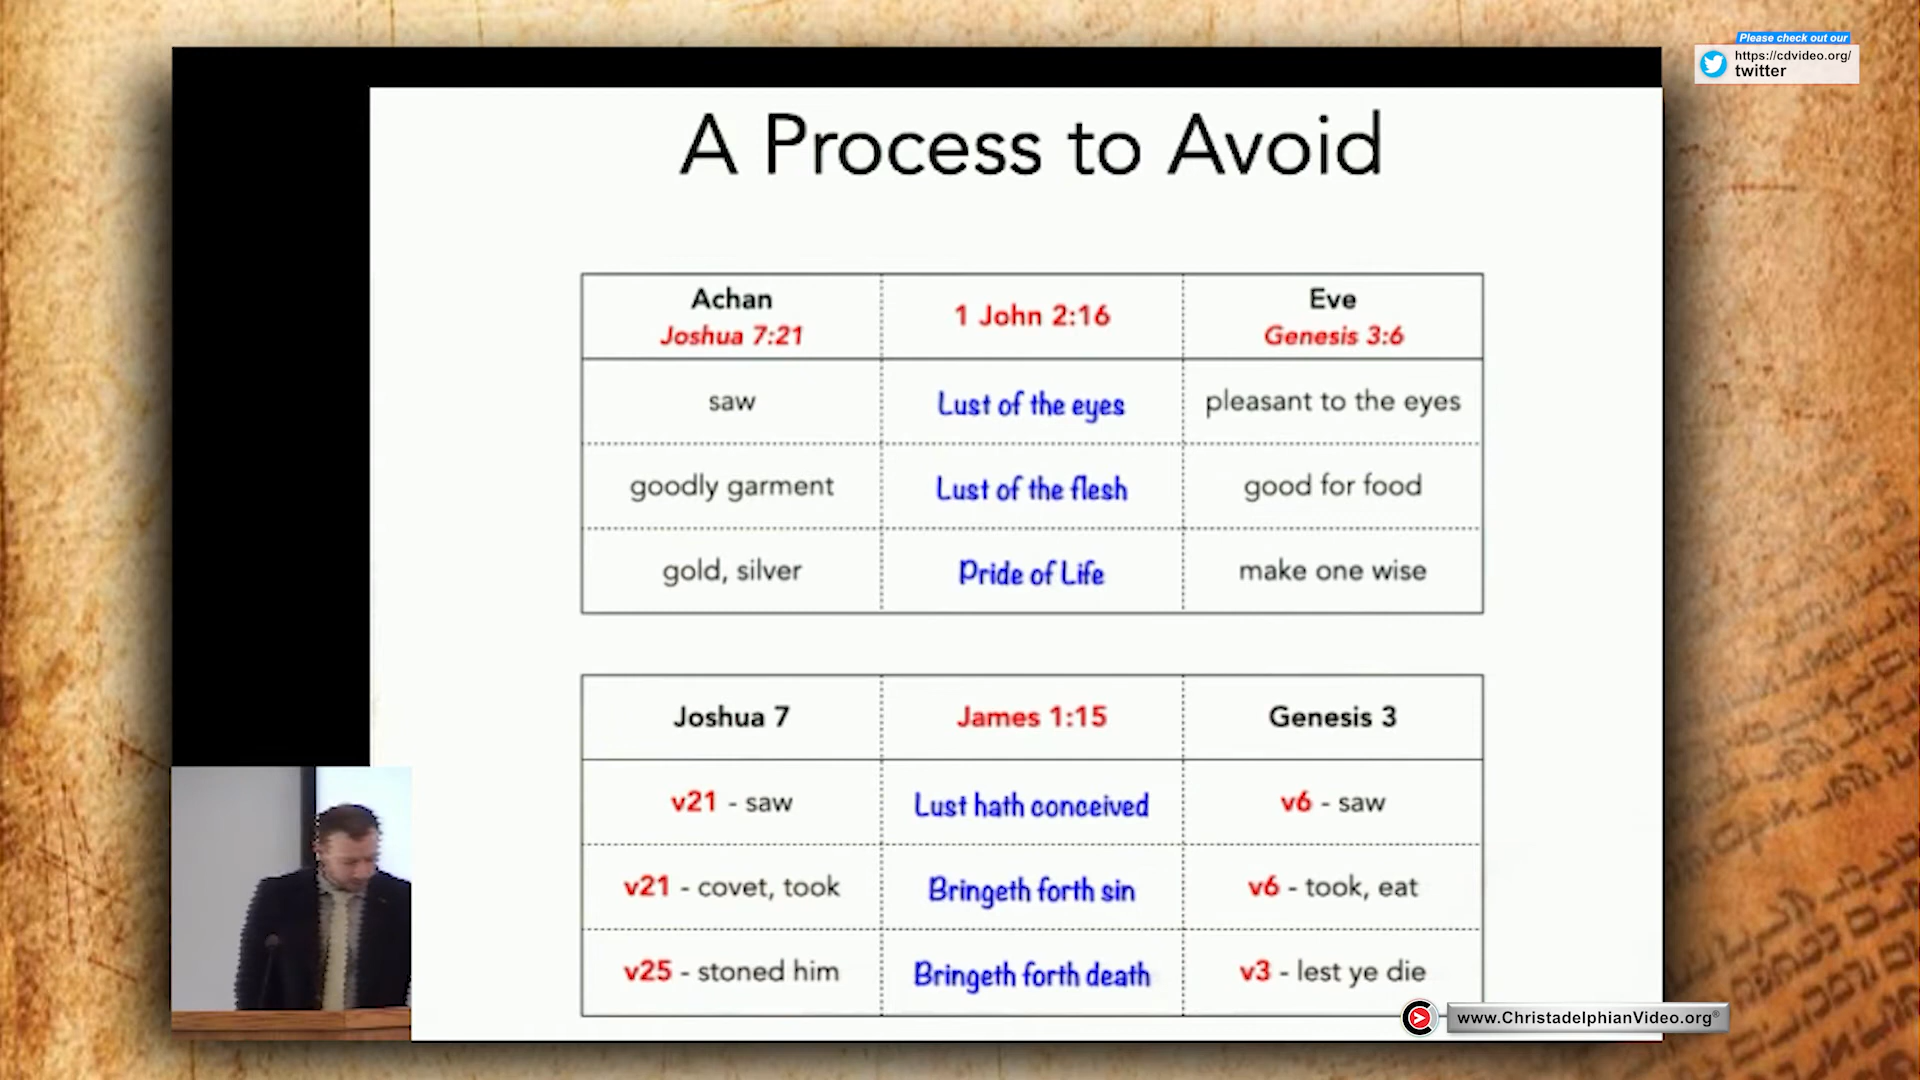 Please check out our
https://cdvideo.org/
twitter
A Process to Avoid
Achan
Joshua 7:21
1 John 2:16
Eve
Genesis 3:6
saw
Lust of the eyes
pleasant to the eyes
goodly garment
Lust of the flesh
good for food
gold, silver
Pride of Life
make one wise
Joshua 7
James 1:15
Genesis 3
v21 - saw
Lust hath conceived
v6 - saw
v21 - covet, took
Bringeth forth sin
v6 - took, eat
v25 - stoned him
Bringeth forth death
v3 - lest ye die
www.ChristadelphianVideo.org®